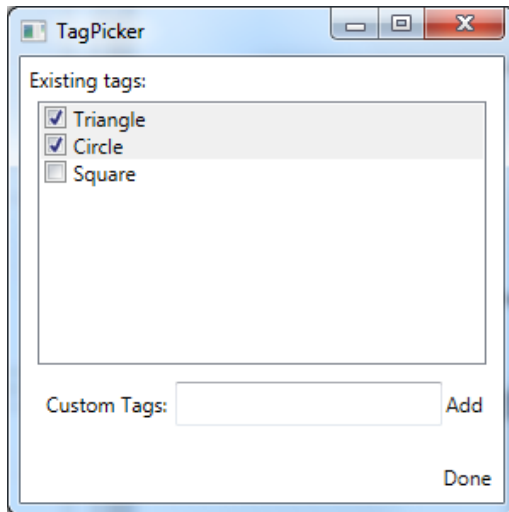 TagPicker
Existing tags:
Triangle
Circle
Square
Custom Tags: Add
Done